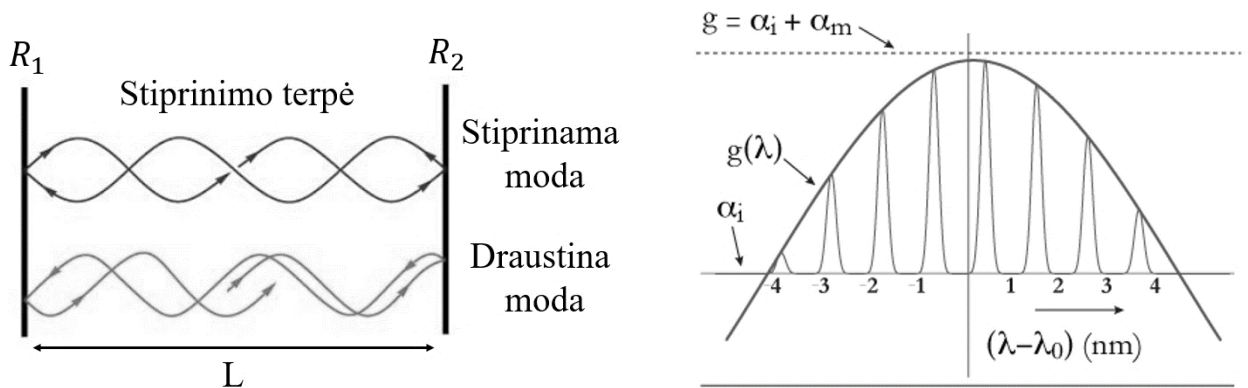 R₁
R₂
Stiprinimo terpė
Stiprinama
moda
Draustina
moda
L
g = αᵢ + αₘ
g(λ)
αᵢ
-4 -3 -2 -1 1 2 3 4
(λ–λ₀) (nm)